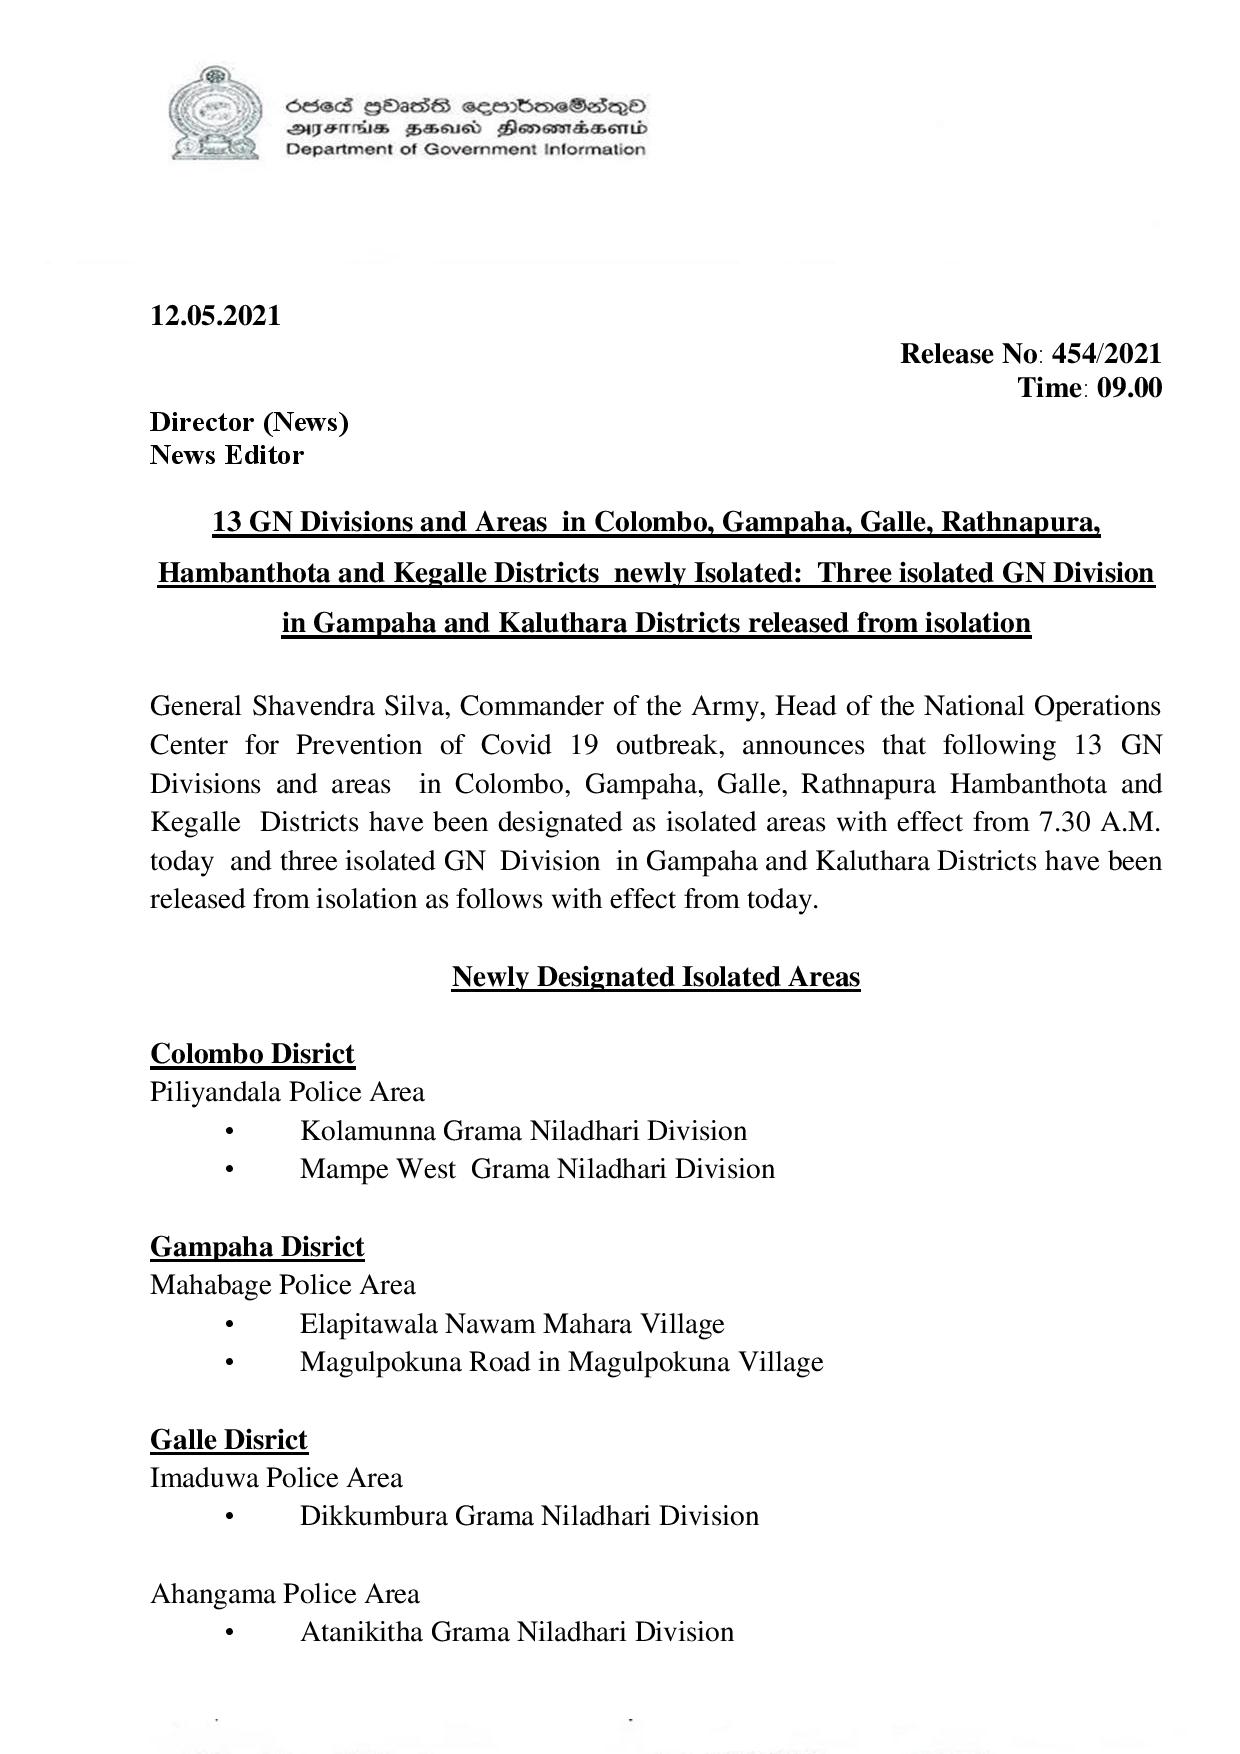 රජයේ ප්‍රවෘත්ති දෙපාර්තමේන්තුව
அரசாங்க தகவல் திணைக்களம்
Department of Government Information
12.05.2021
Release No: 454/2021
Time: 09.00
Director (News)
News Editor
13 GN Divisions and Areas in Colombo, Gampaha, Galle, Rathnapura,
Hambanthota and Kegalle Districts newly Isolated: Three isolated GN Division
in Gampaha and Kaluthara Districts released from isolation
General Shavendra Silva, Commander of the Army, Head of the National Operations
Center for Prevention of Covid 19 outbreak, announces that following 13 GN
Divisions and areas in Colombo, Gampaha, Galle, Rathnapura Hambanthota and
Kegalle Districts have been designated as isolated areas with effect from 7.30 A.M.
today and three isolated GN Division in Gampaha and Kaluthara Districts have been
released from isolation as follows with effect from today.
Newly Designated Isolated Areas
Colombo Disrict
Piliyandala Police Area
• Kolamunna Grama Niladhari Division
• Mampe West Grama Niladhari Division
Gampaha Disrict
Mahabage Police Area
• Elapitawala Nawam Mahara Village
• Magulpokuna Road in Magulpokuna Village
Galle Disrict
Imaduwa Police Area
• Dikkumbura Grama Niladhari Division
Ahangama Police Area
• Atanikitha Grama Niladhari Division